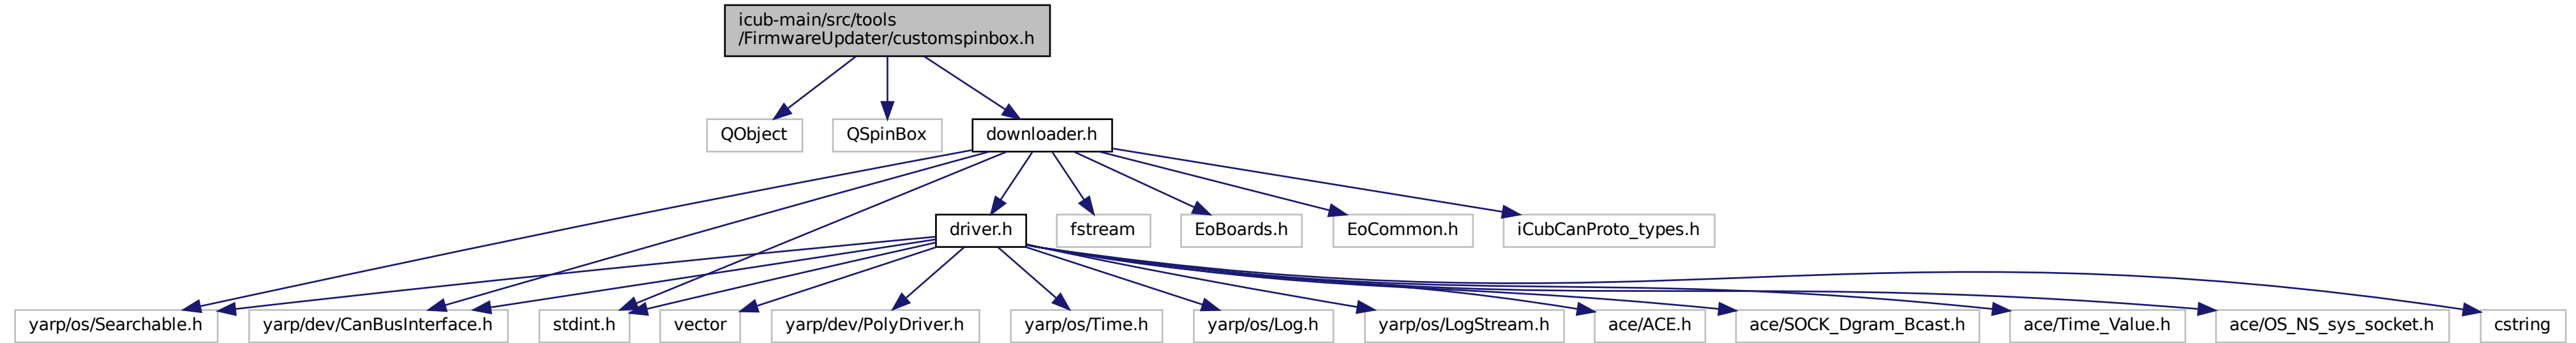 icub-main/src/tools
/FirmwareUpdater/customspinbox.h
QObject
QSpinBox
downloader.h
driver.h
fstream
EoBoards.h
EoCommon.h
iCubCanProto_types.h
yarp/os/Searchable.h
yarp/dev/CanBusInterface.h
stdint.h
vector
yarp/dev/PolyDriver.h
yarp/os/Time.h
yarp/os/Log.h
yarp/os/LogStream.h
ace/ACE.h
ace/SOCK_Dgram_Bcast.h
ace/Time_Value.h
ace/OS_NS_sys_socket.h
cstring